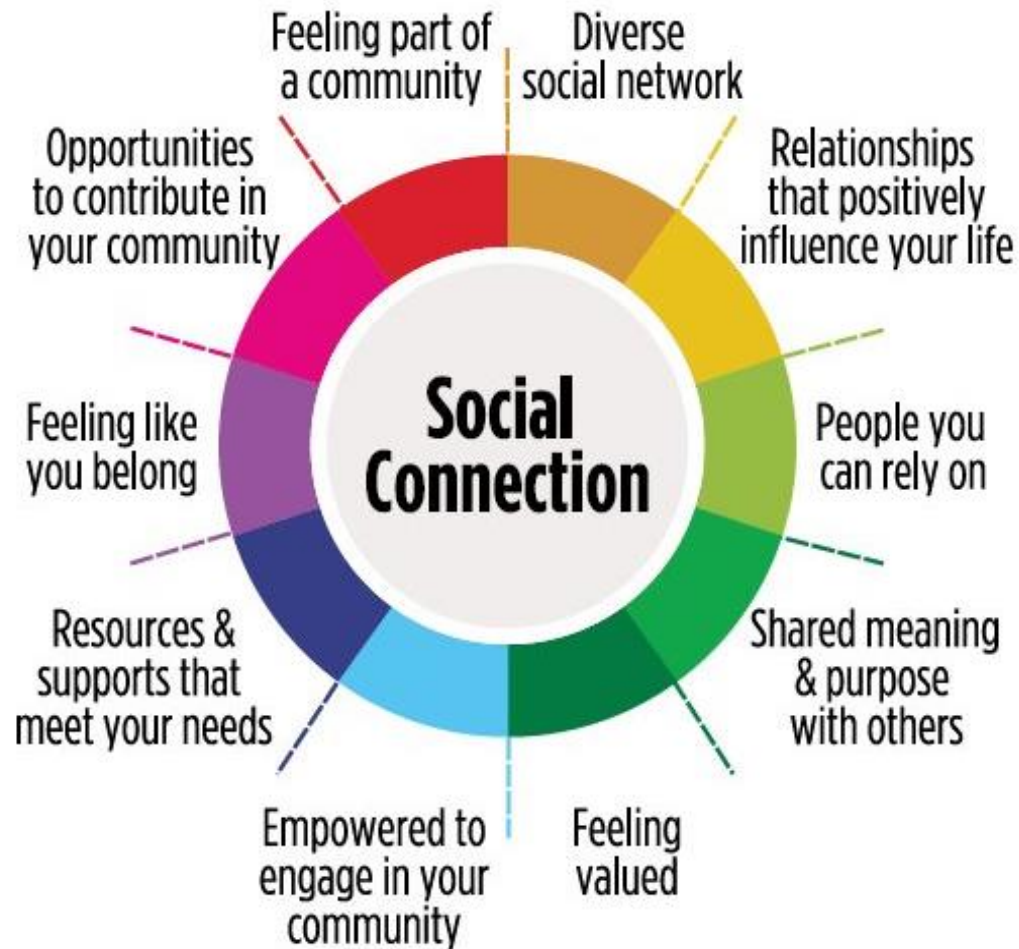 Feeling part of
a community
Diverse
social network
Relationships
that positively
influence your life
People you
can rely on
Shared meaning
& purpose
with others
Feeling
valued
Empowered to
engage in your
community
Resources &
supports that
meet your needs
Feeling like
you belong
Opportunities
to contribute in
your community
Social
Connection